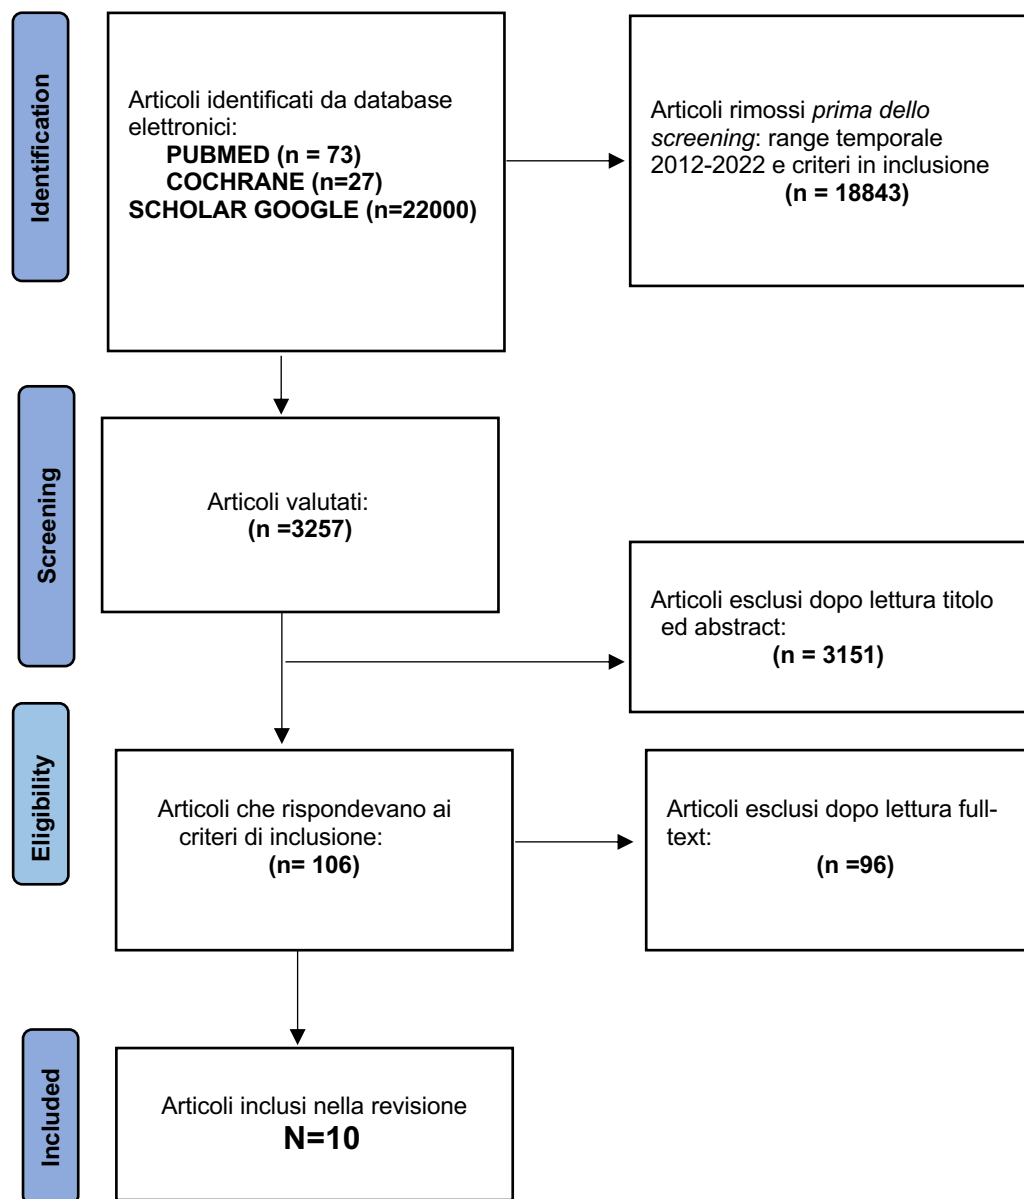 Identification
Articoli identificati da database
elettronici:
PUBMED (n = 73)
COCHRANE (n=27)
SCHOLAR GOOGLE (n=22000)
Articoli rimossi prima dello
screening: range temporale
2012-2022 e criteri in inclusione
(n = 18843)
Screening
Articoli valutati:
(n =3257)
Articoli esclusi dopo lettura titolo
ed abstract:
(n = 3151)
Eligibility
Articoli che rispondevano ai
criteri di inclusione:
(n= 106)
Articoli esclusi dopo lettura full-
text:
(n =96)
Included
Articoli inclusi nella revisione
N=10